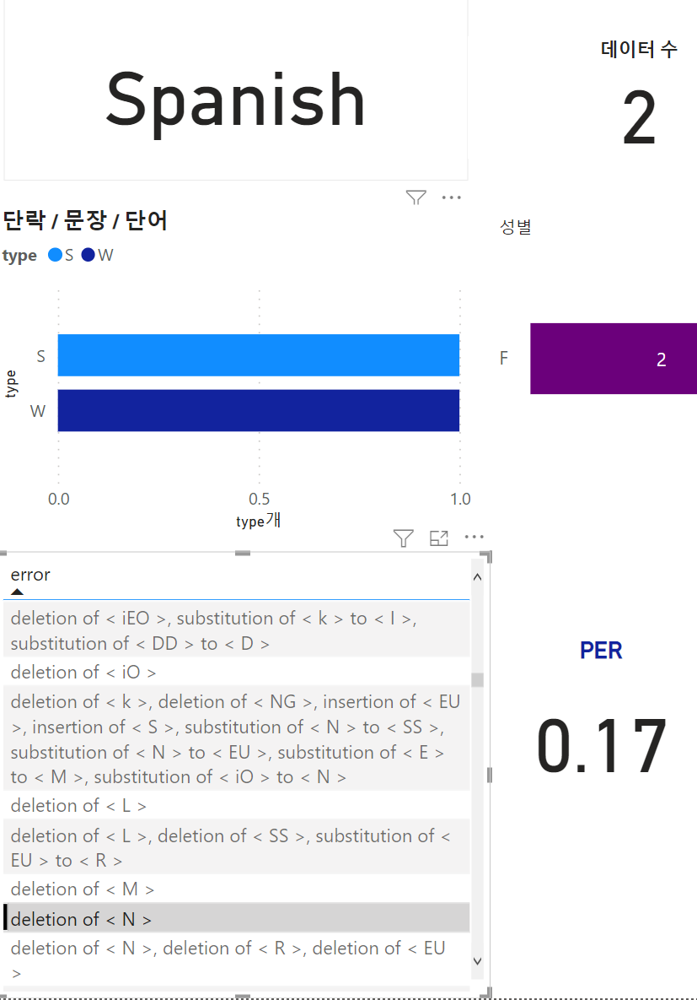 Spanish
데이터 수
2
단락 / 문장 / 단어
type S W
성별
type
S
W
0.0 0.5 1.0
type개
F
2
error
deletion of < iEO >, substitution of < k > to < I >,
substitution of < DD > to < D >
deletion of < iO >
deletion of < k >, deletion of < NG >, insertion of < EU
>, insertion of < S >, substitution of < N > to < SS >,
substitution of < N > to < EU >, substitution of < E >
to < M >, substitution of < iO > to < N >
deletion of < L >
deletion of < L >, deletion of < SS >, substitution of <
EU > to < R >
deletion of < M >
deletion of < N >
deletion of < N >, deletion of < R >, deletion of < EU
>
PER
0.17